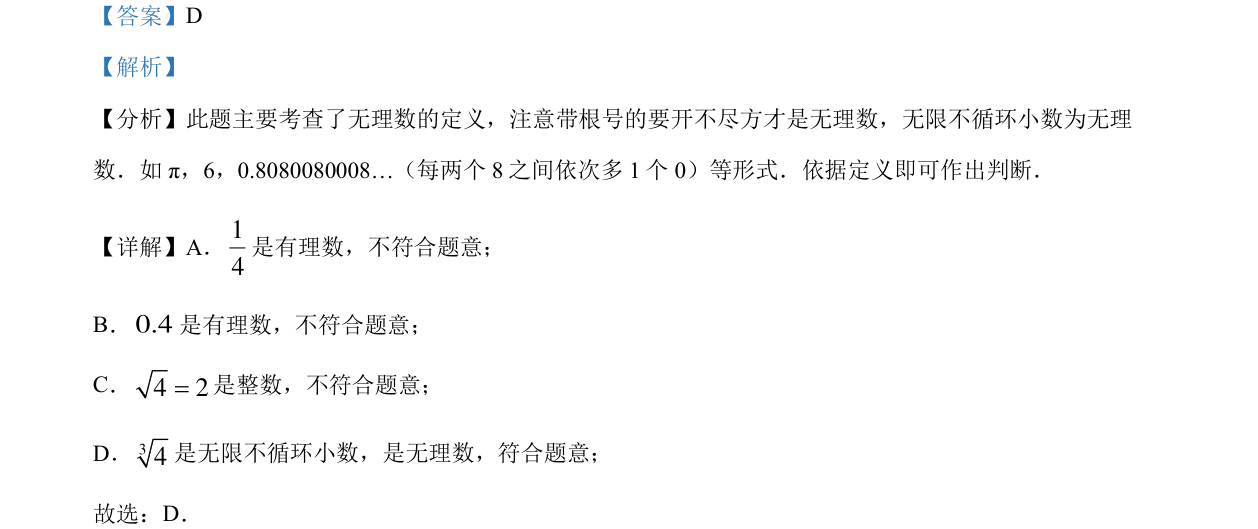 【答案】D
【解析】
【分析】此题主要考查了无理数的定义，注意带根号的要开不尽方才是无理数，无限不循环小数为无理
数．如 π，6，0.8080080008…（每两个 8 之间依次多 1 个 0）等形式．依据定义即可作出判断．
【详解】A． 1/4 是有理数，不符合题意；
B． 0.4 是有理数，不符合题意；
C． √4 = 2 是整数，不符合题意；
D． ∛4 是无限不循环小数，是无理数，符合题意；
故选：D．